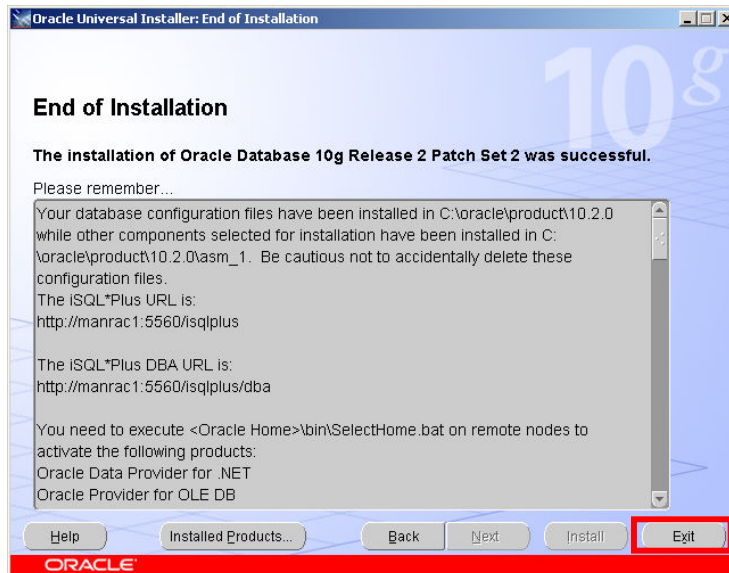 Oracle Universal Installer: End of Installation
10g
End of Installation
The installation of Oracle Database 10g Release 2 Patch Set 2 was successful.
Please remember...
Your database configuration files have been installed in C:\oracle\product\10.2.0
while other components selected for installation have been installed in C:
\oracle\product\10.2.0\asm_1.  Be cautious not to accidentally delete these
configuration files.
The iSQL*Plus URL is:
http://manrac1:5560/isqlplus
The iSQL*Plus DBA URL is:
http://manrac1:5560/isqlplus/dba
You need to execute <Oracle Home>\bin\SelectHome.bat on remote nodes to
activate the following products:
Oracle Data Provider for .NET
Oracle Provider for OLE DB
Help Installed Products... Back Next Install Exit
ORACLE